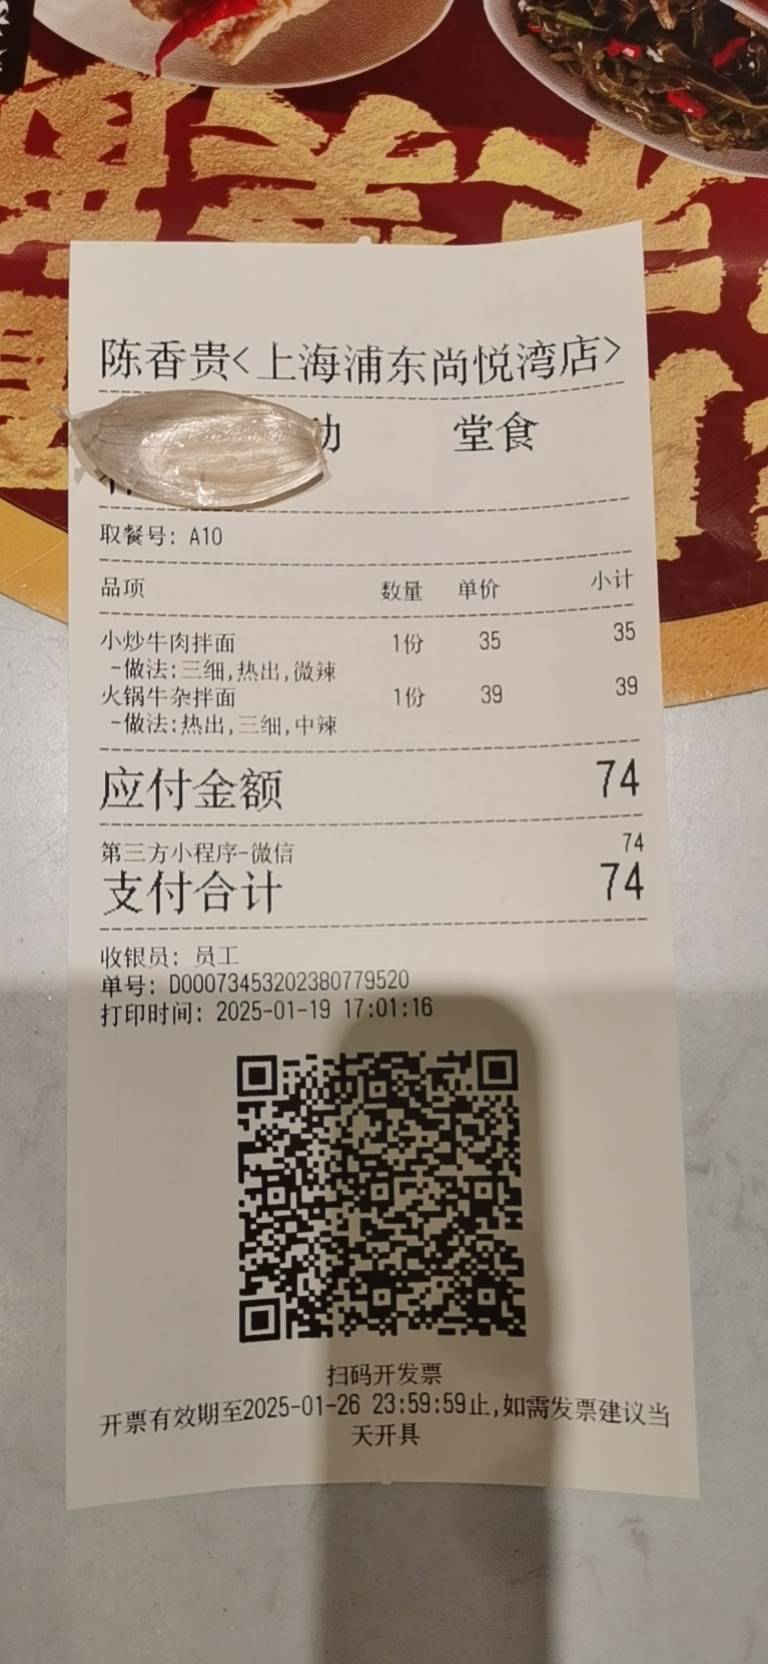 陈香贵<上海浦东尚悦湾店>
堂食
取餐号: A10
品项 数量 单价 小计
小炒牛肉拌面 1份 35 35
-做法:三细,热出,微辣
火锅牛杂拌面 1份 39 39
-做法:热出,三细,中辣
应付金额 74
第三方小程序-微信 74
支付合计 74
收银员: 员工
单号: D00073453202380779520
打印时间: 2025-01-19 17:01:16
扫码开发票
开票有效期至2025-01-26 23:59:59止,如需发票建议当
天开具